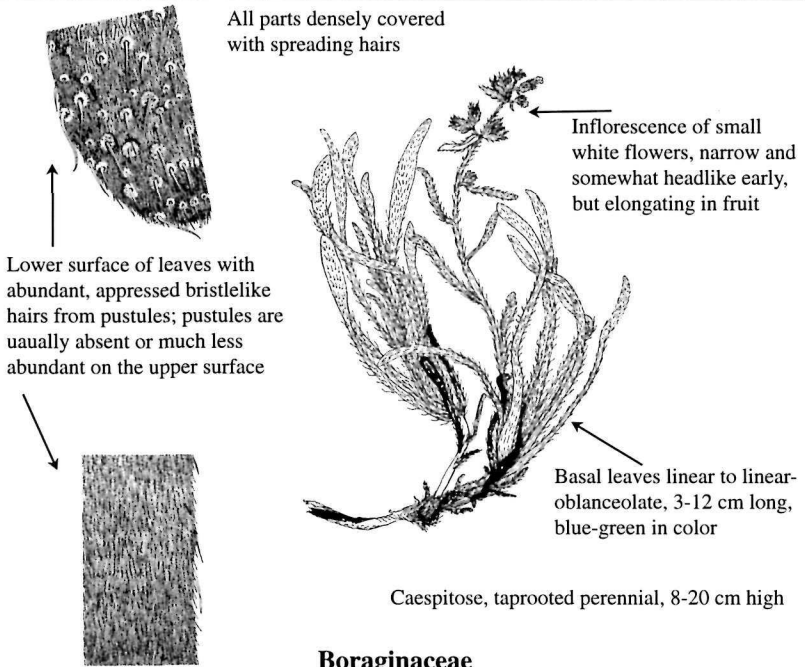 All parts densely covered
with spreading hairs
Inflorescence of small
white flowers, narrow and
somewhat headlike early,
but elongating in fruit
Lower surface of leaves with
abundant, appressed bristlelike
hairs from pustules; pustules are
uaually absent or much less
abundant on the upper surface
Basal leaves linear to linear-
oblanceolate, 3-12 cm long,
blue-green in color
Caespitose, taprooted perennial, 8-20 cm high
Boraginaceae